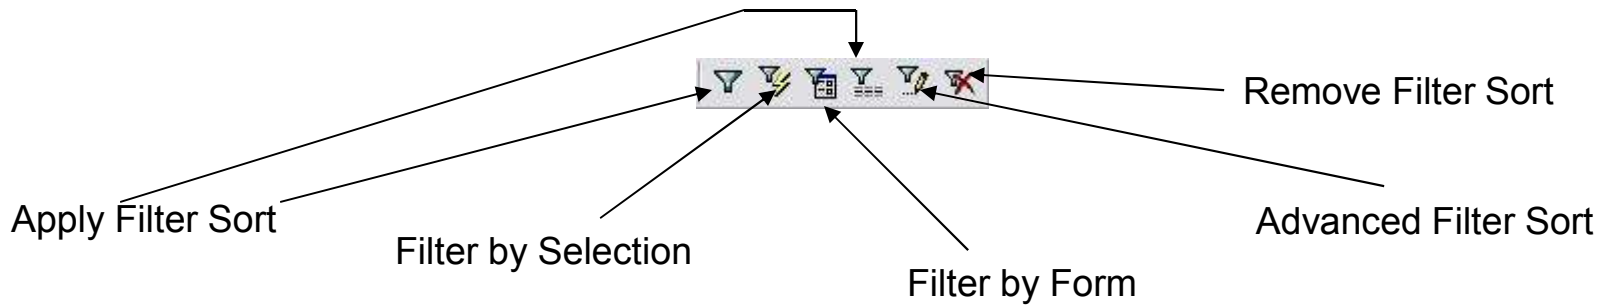 Remove Filter Sort
Apply Filter Sort
Advanced Filter Sort
Filter by Selection
Filter by Form